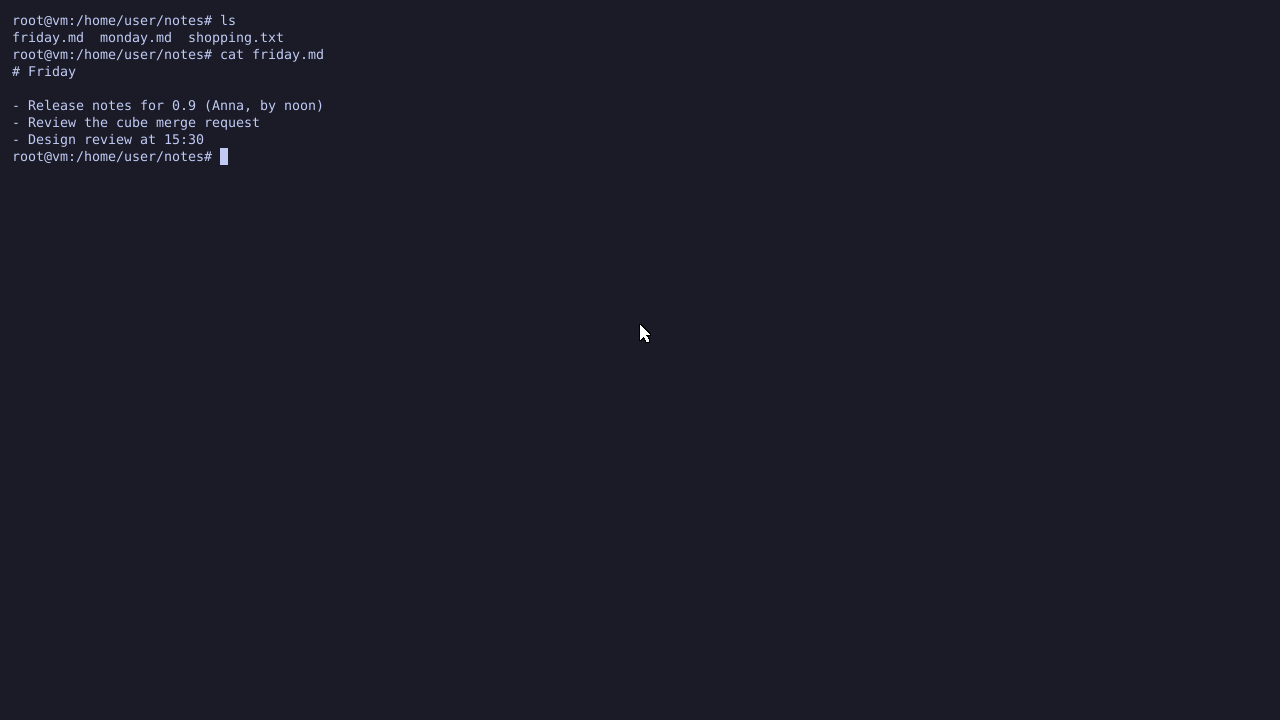 root@vm:/home/user/notes# ls
friday.md  monday.md  shopping.txt
root@vm:/home/user/notes# cat friday.md
# Friday

- Release notes for 0.9 (Anna, by noon)
- Review the cube merge request
- Design review at 15:30
root@vm:/home/user/notes#